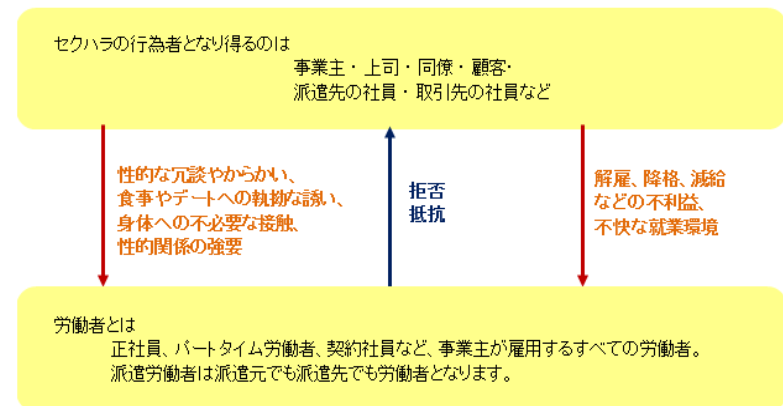 セクハラの行為者となり得るのは
事業主・上司・同僚・顧客・
派遣先の社員・取引先の社員など
性的な冗談やからかい、
食事やデートへの執拗な誘い、
身体への不必要な接触、
性的関係の強要
拒否
抵抗
解雇、降格、減給
などの不利益、
不快な就業環境
労働者とは
正社員、パートタイム労働者、契約社員など、事業主が雇用するすべての労働者。
派遣労働者は派遣元でも派遣先でも労働者となります。